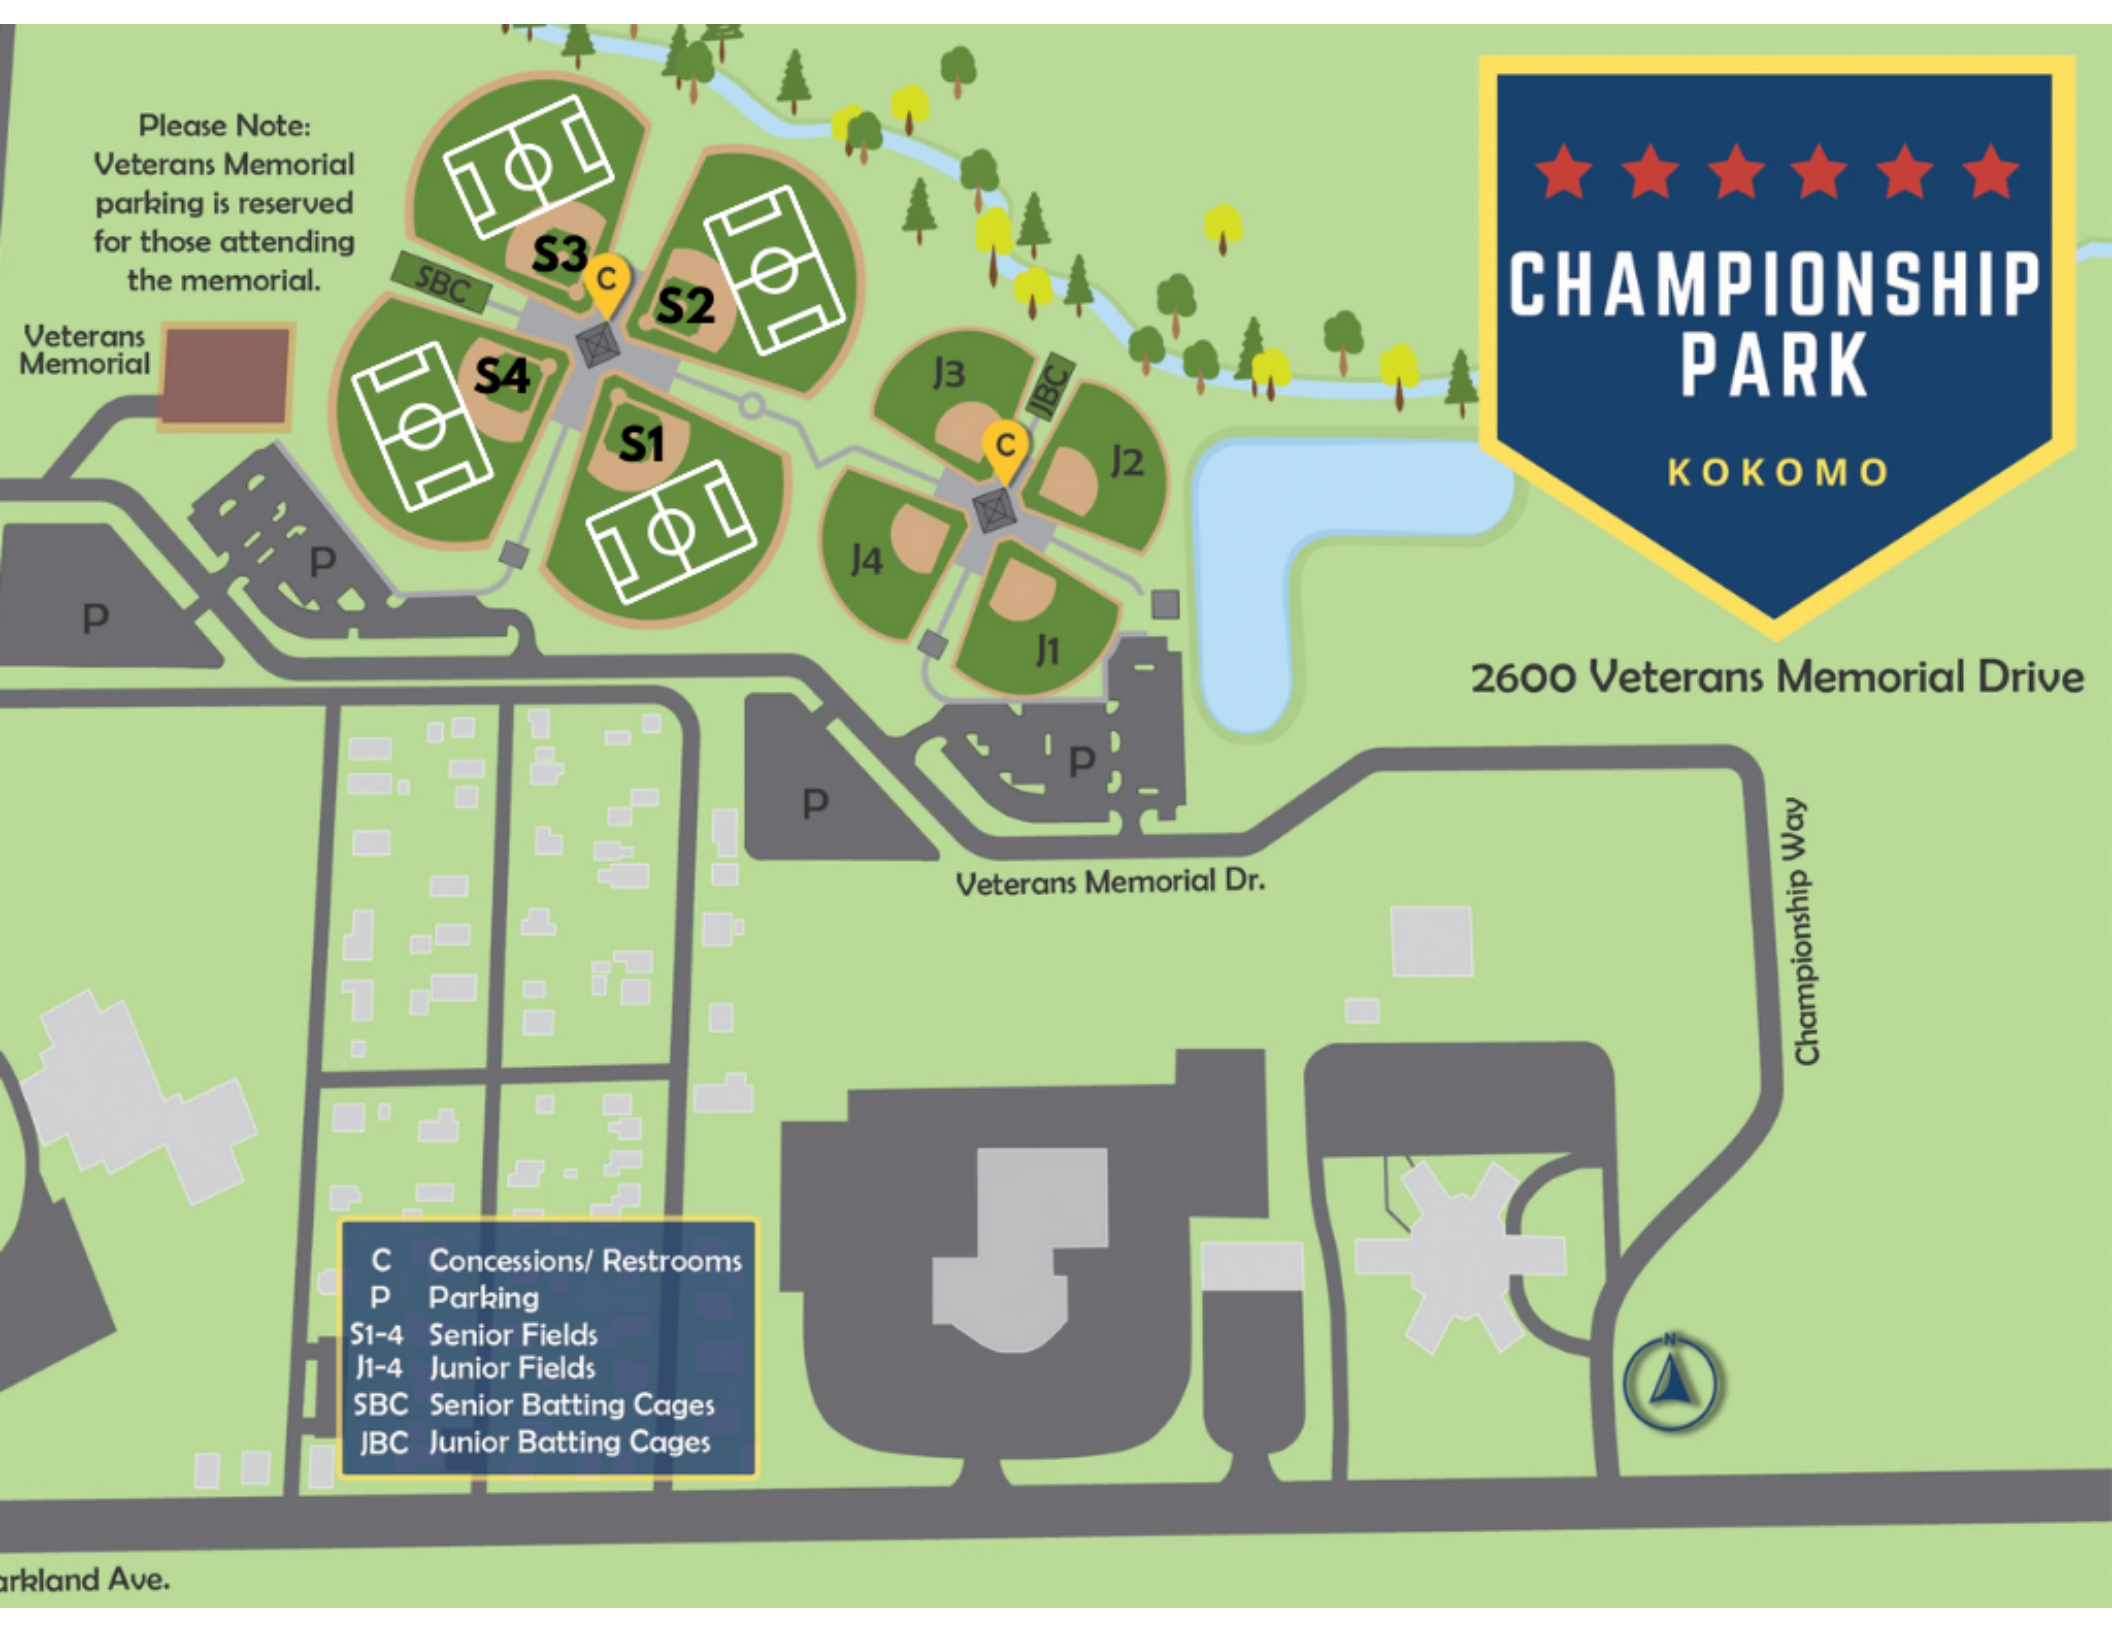 Please Note:
Veterans Memorial
parking is reserved
for those attending
the memorial.
Veterans
Memorial
S3
C
SBC
S2
S4
S1
J3
JBC
C
J2
J4
J1
P
P
P
P
CHAMPIONSHIP
PARK
KOKOMO
2600 Veterans Memorial Drive
Veterans Memorial Dr.
Championship Way
C Concessions/ Restrooms
P Parking
S1-4 Senior Fields
J1-4 Junior Fields
SBC Senior Batting Cages
JBC Junior Batting Cages
N
arkland Ave.